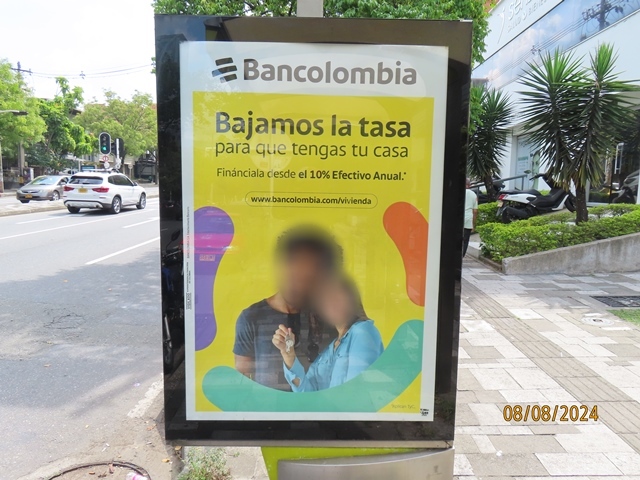 Bancolombia
Bajamos la tasa
para que tengas tu casa
Fináncialа desde el 10% Efectivo Anual.*
www.bancolombia.com/vivienda
08/08/2024